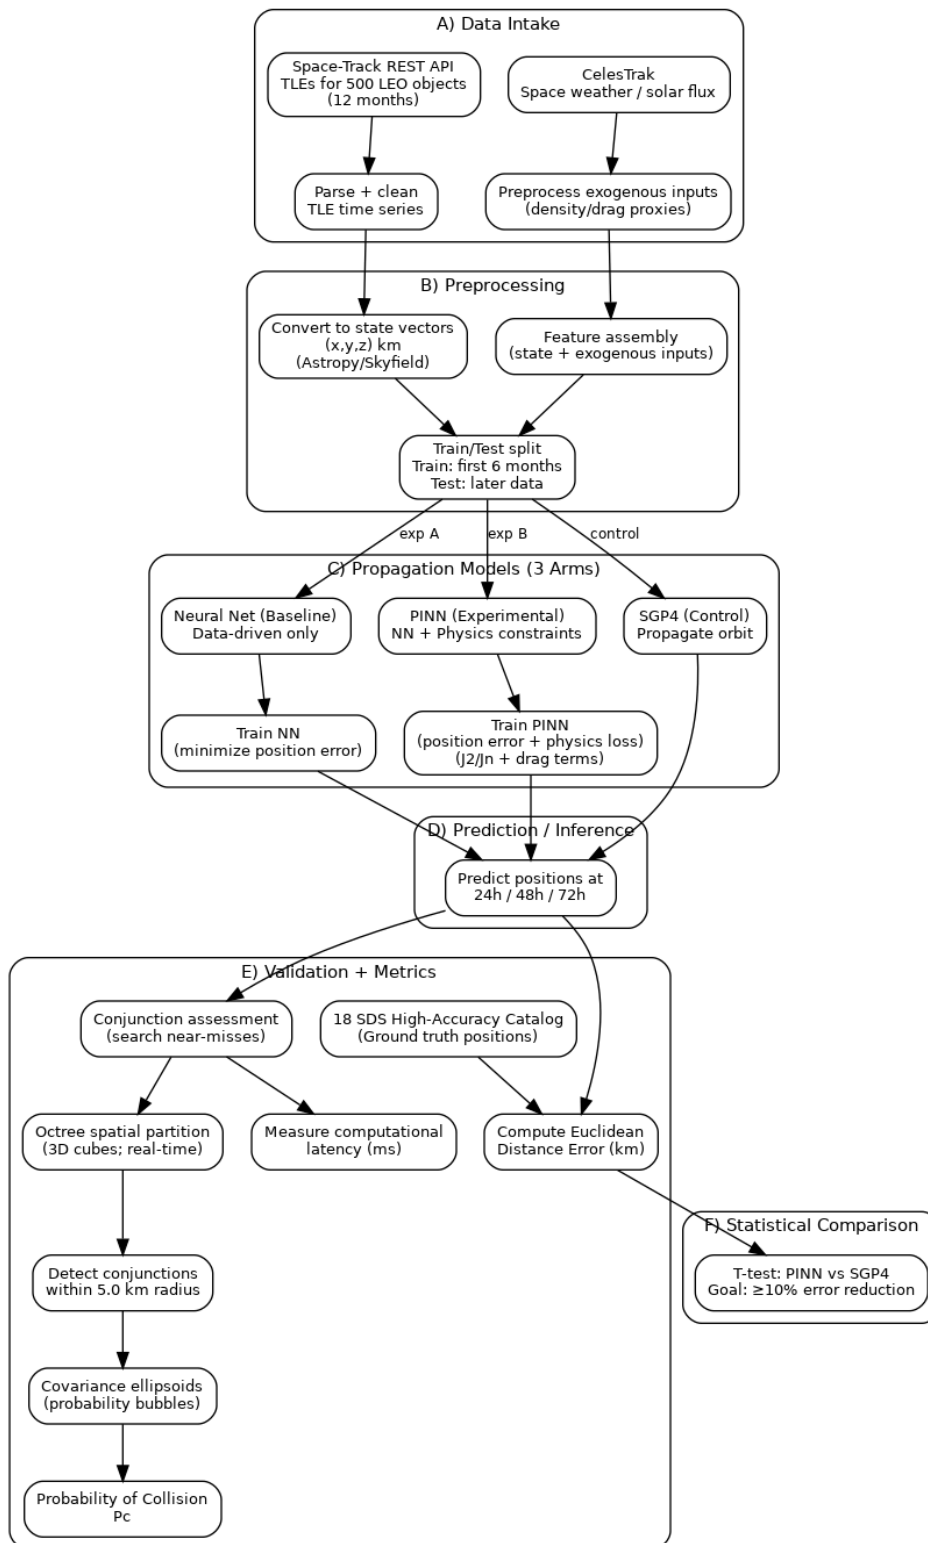 A) Data Intake
Space-Track REST API
TLEs for 500 LEO objects
(12 months)
CelesTrak
Space weather / solar flux
Parse + clean
TLE time series
Preprocess exogenous inputs
(density/drag proxies)
B) Preprocessing
Convert to state vectors
(x,y,z) km
(Astropy/Skyfield)
Feature assembly
(state + exogenous inputs)
Train/Test split
Train: first 6 months
Test: later data
exp A
exp B
control
C) Propagation Models (3 Arms)
Neural Net (Baseline)
Data-driven only
PINN (Experimental)
NN + Physics constraints
SGP4 (Control)
Propagate orbit
Train NN
(minimize position error)
Train PINN
(position error + physics loss)
(J2/Jn + drag terms)
D) Prediction / Inference
Predict positions at
24h / 48h / 72h
E) Validation + Metrics
Conjunction assessment
(search near-misses)
18 SDS High-Accuracy Catalog
(Ground truth positions)
Octree spatial partition
(3D cubes; real-time)
Measure computational
latency (ms)
Compute Euclidean
Distance Error (km)
F) Statistical Comparison
T-test: PINN vs SGP4
Goal: ≥10% error reduction
Detect conjunctions
within 5.0 km radius
Covariance ellipsoids
(probability bubbles)
Probability of Collision
Pc